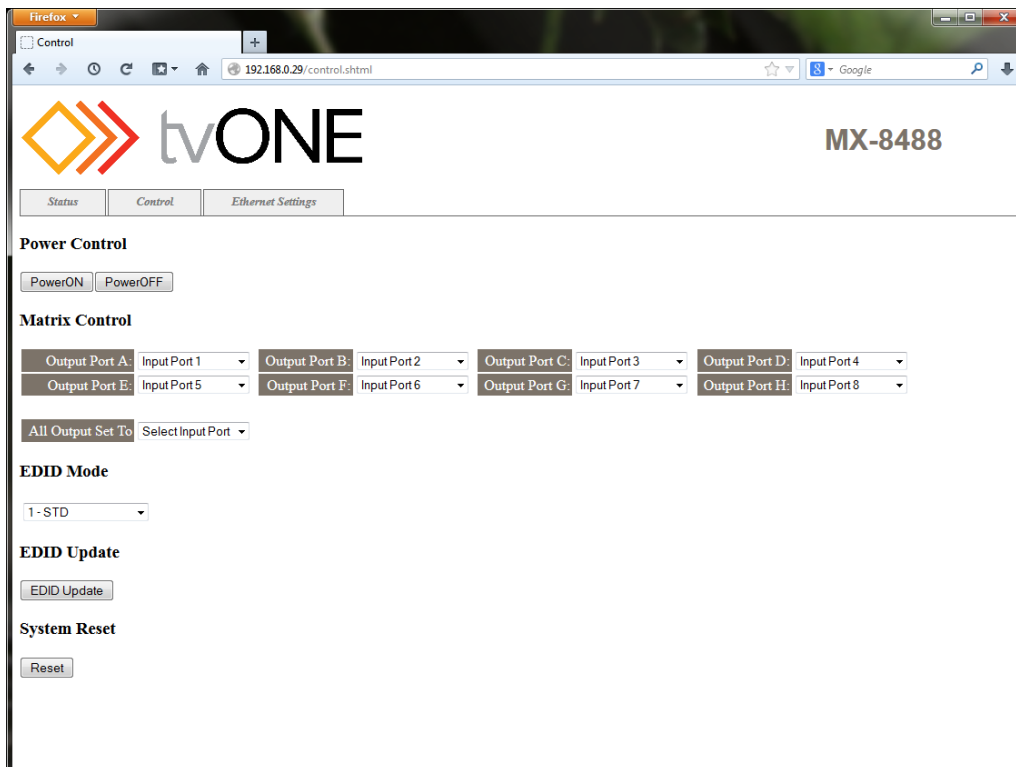 Firefox
Control
192.168.0.29/control.shtml
8 Google
tvONE
MX-8488
Status Control Ethernet Settings
Power Control
PowerON PowerOFF
Matrix Control
Output Port A: Input Port 1 Output Port B: Input Port 2 Output Port C: Input Port 3 Output Port D: Input Port 4
Output Port E: Input Port 5 Output Port F: Input Port 6 Output Port G: Input Port 7 Output Port H: Input Port 8
All Output Set To Select Input Port
EDID Mode
1 - STD
EDID Update
EDID Update
System Reset
Reset